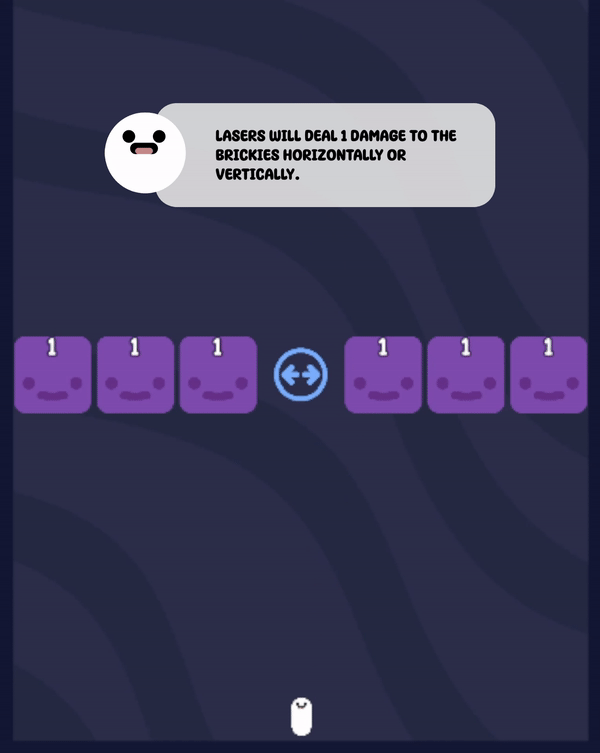 LASERS WILL DEAL 1 DAMAGE TO THE
BRICKIES HORIZONTALLY OR
VERTICALLY.
1 1 1 1 1 1